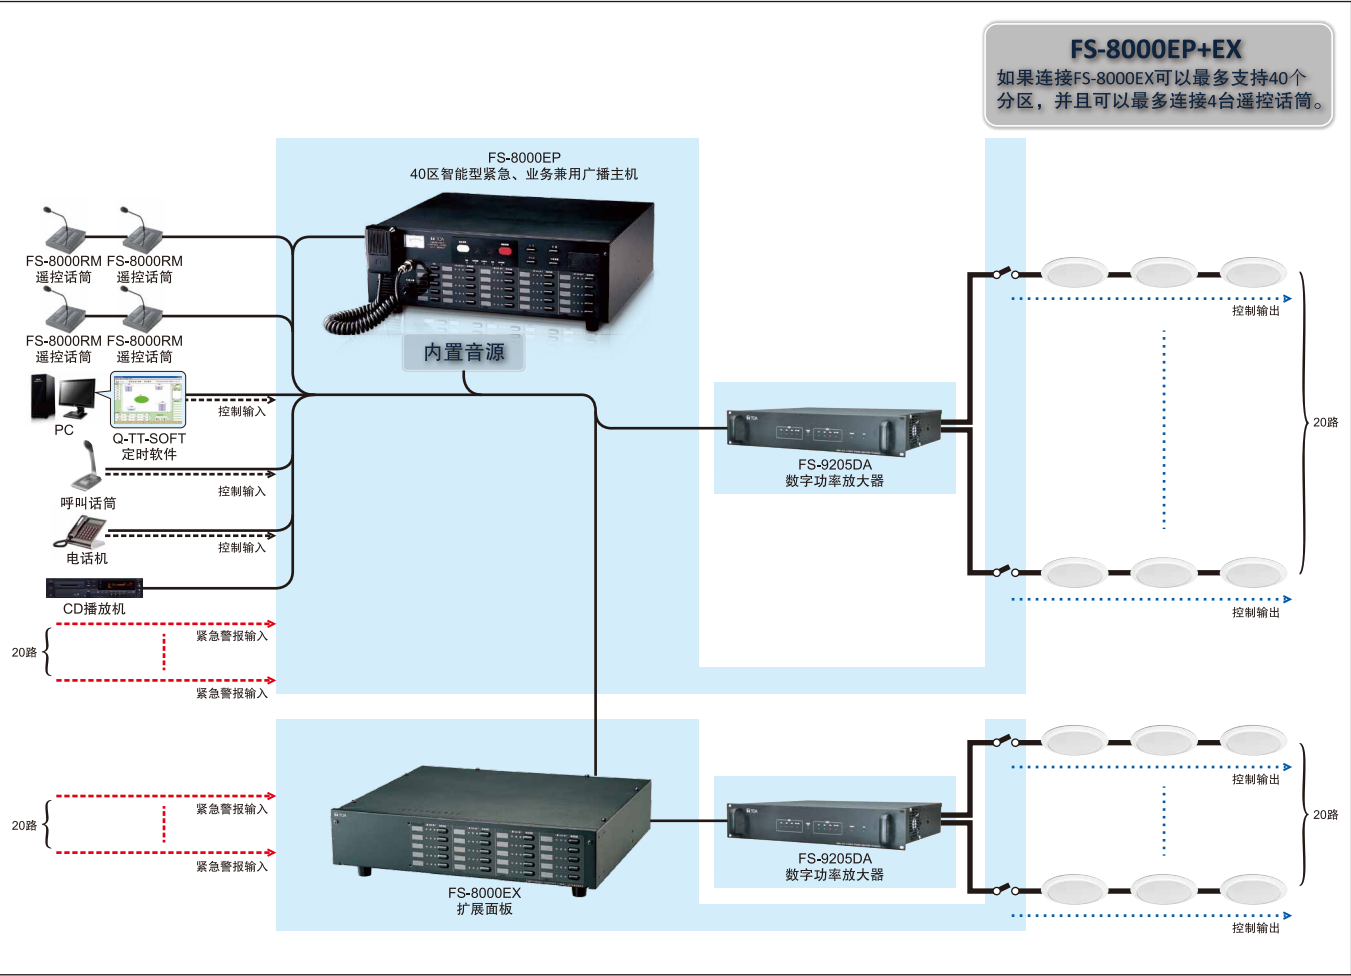 FS-8000EP+EX
如果连接FS-8000EX可以最多支持40个
分区，并且可以最多连接4台遥控话筒。
FS-8000EP
40区智能型紧急、业务兼用广播主机
FS-8000RM
遥控话筒
FS-8000RM
遥控话筒
FS-8000RM
遥控话筒
FS-8000RM
遥控话筒
内置音源
PC
Q-TT-SOFT
定时软件
控制输入
呼叫话筒
控制输入
电话机
控制输入
CD播放机
20路
紧急警报输入
紧急警报输入
FS-9205DA
数字功率放大器
控制输出
20路
控制输出
20路
紧急警报输入
紧急警报输入
TOA
FS-8000EX
扩展面板
TOA
FS-9205DA
数字功率放大器
控制输出
20路
控制输出